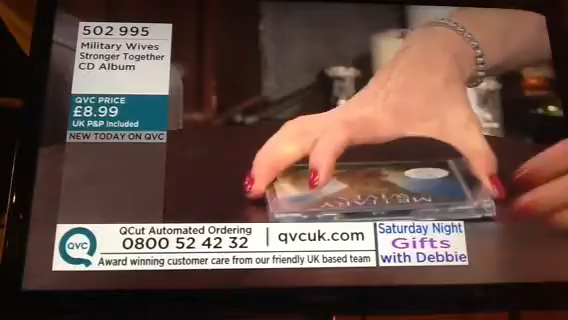 502 995
Military Wives
Stronger Together
CD Album
QVC PRICE
£8.99
UK P&P Included
NEW TODAY ON QVC
MILITARY
QVC
QCut Automated Ordering
0800 52 42 32
qvcuk.com
Award winning customer care from our friendly UK based team
Saturday Night
Gifts
with Debbie